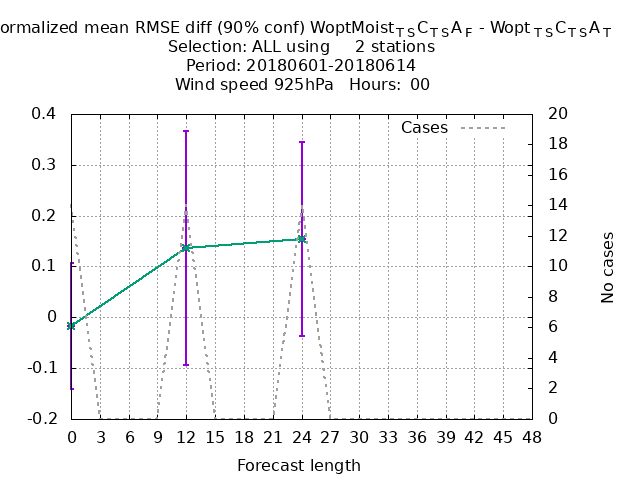 ormalized mean RMSE diff (90% conf) WoptMoistTSCTSAF - WoptTSCTSAT
Selection: ALL using 2 stations
Period: 20180601-20180614
Wind speed 925hPa Hours: 00
0.4
0.3
0.2
0.1
0
-0.1
-0.2
Cases
20
18
16
14
12
10
8
6
4
2
0
No cases
0 3 6 9 12 15 18 21 24 27 30 33 36 39 42 45 48
Forecast length